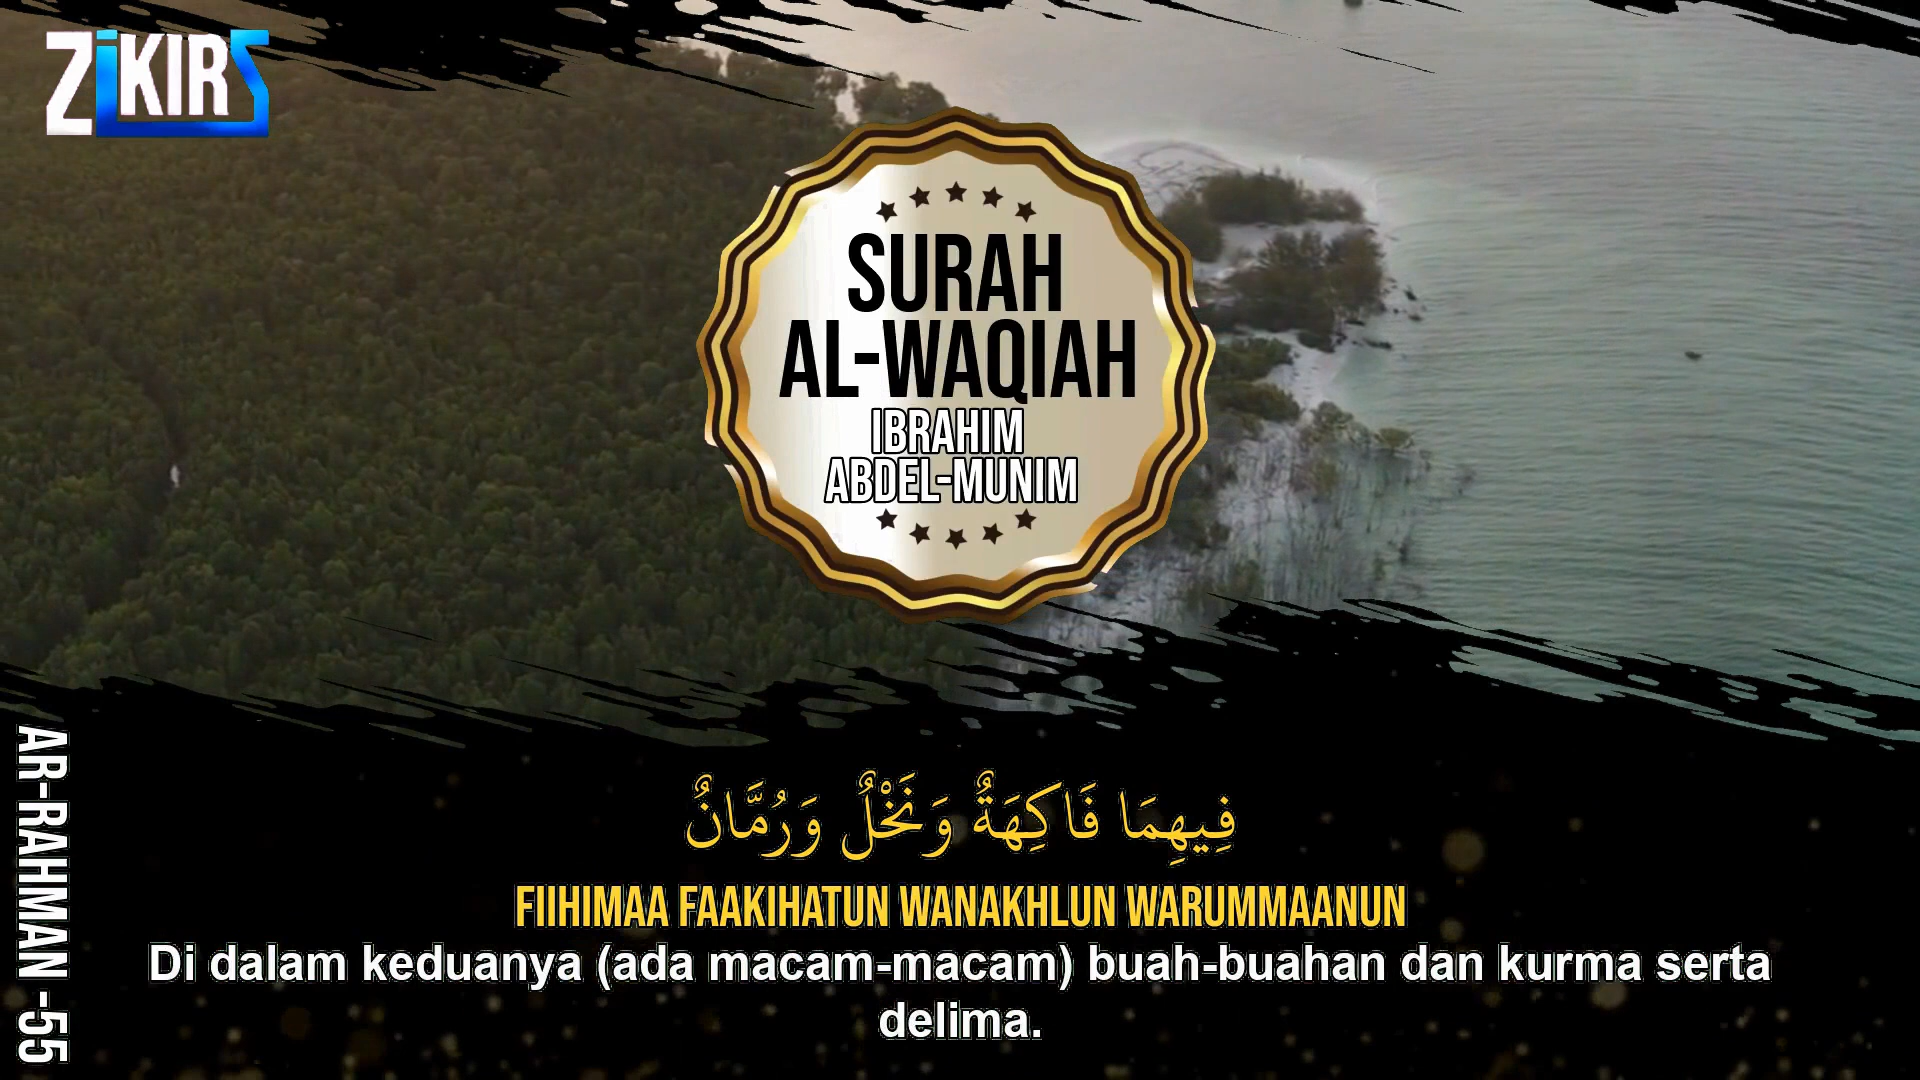 ZIKIRS
SURAH
AL-WAQIAH
IBRAHIM
ABDEL-MUNIM
AR-RAHMAN -55
فِيهِمَا فَاكِهَةٌ وَنَخْلٌ وَرُمَّانٌ
FIIHIMAA FAAKIHATUN WANAKHLUN WARUMMAANUN
Di dalam keduanya (ada macam-macam) buah-buahan dan kurma serta
delima.